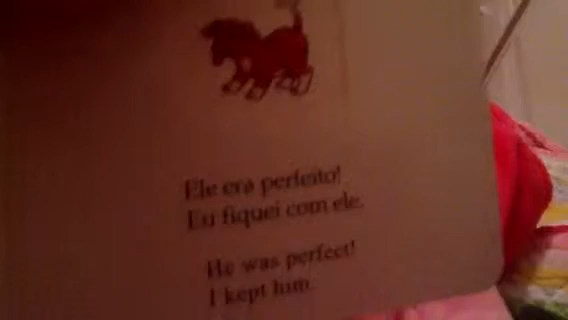 Ele era perfeito!
Eu fiquei com ele.
He was perfect!
I kept him.